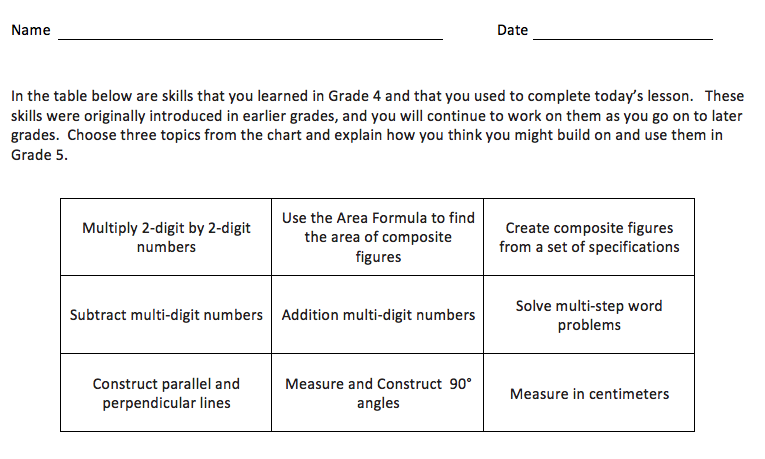 Name Date
In the table below are skills that you learned in Grade 4 and that you used to complete today's lesson. These
skills were originally introduced in earlier grades, and you will continue to work on them as you go on to later
grades. Choose three topics from the chart and explain how you think you might build on and use them in
Grade 5.
Multiply 2-digit by 2-digit
numbers
Use the Area Formula to find
the area of composite
figures
Create composite figures
from a set of specifications
Subtract multi-digit numbers
Addition multi-digit numbers
Solve multi-step word
problems
Construct parallel and
perpendicular lines
Measure and Construct 90°
angles
Measure in centimeters